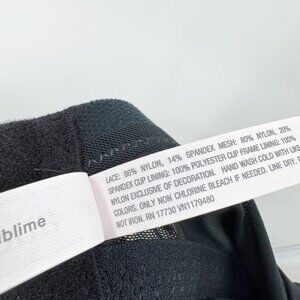 LACE: 86% NYLON, 14% SPANDEX MESH: 80% NYLON, 20%
SPANDEX CUP LINING: 100% POLYESTER CUP FRAME LINING: 100%
NYLON EXCLUSIVE OF DECORATION. HAND WASH COLD WITH LIKE
COLORS. ONLY NON CHLORINE BLEACH IF NEEDED. LINE DRY.
NOT IRON. RN 17730 VN1179480
blime